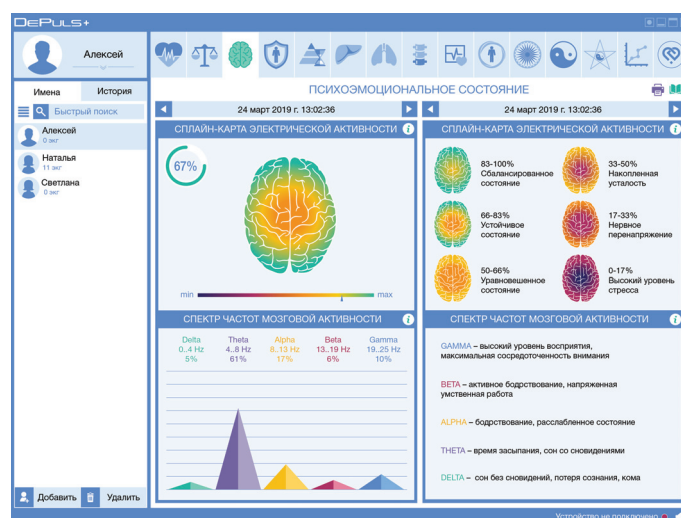 DEPULS+
Алексей
Имена
История
Быстрый поиск
Алексей
0 экг
Наталья
11 экг
Светлана
0 экг
Добавить
Удалить
ПСИХОЭМОЦИОНАЛЬНОЕ СОСТОЯНИЕ
24 март 2019 г. 13:02:36
СПЛАЙН-КАРТА ЭЛЕКТРИЧЕСКОЙ АКТИВНОСТИ
67%
min
max
СПЕКТР ЧАСТОТ МОЗГОВОЙ АКТИВНОСТИ
Delta Theta Alpha Beta Gamma
0..4 Hz 4..8 Hz 8..13 Hz 13..19 Hz 19..25 Hz
5% 61% 17% 6% 10%
24 март 2019 г. 13:02:36
СПЛАЙН-КАРТА ЭЛЕКТРИЧЕСКОЙ АКТИВНОСТИ
83-100%
Сбалансированное
состояние
33-50%
Накопленная
усталость
66-83%
Устойчивое
состояние
17-33%
Нервное
перенапряжение
50-66%
Уравновешенное
состояние
0-17%
Высокий уровень
стресса
СПЕКТР ЧАСТОТ МОЗГОВОЙ АКТИВНОСТИ
GAMMA – высокий уровень восприятия,
максимальная сосредоточенность внимания
BETA – активное бодрствование, напряженная
умственная работа
ALPHA – бодрствование, расслабленное состояние
THETA – время засыпания, сон со сновидениями
DELTA – сон без сновидений, потеря сознания, кома
Устройство не подключено